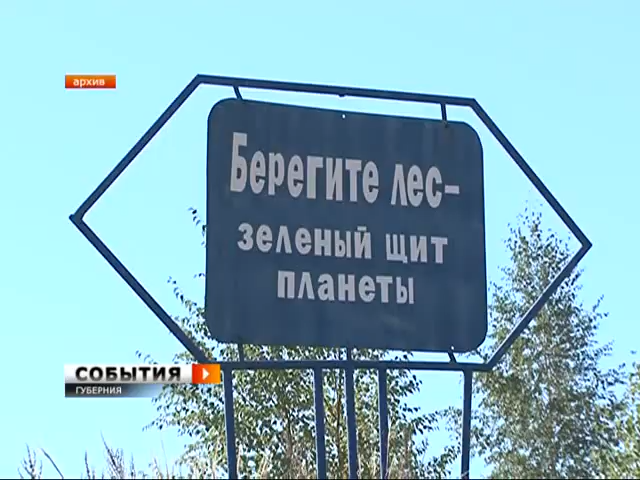 архив
Берегите лес-
зеленый щит
планеты
СОБЫТИЯ
ГУБЕРНИЯ